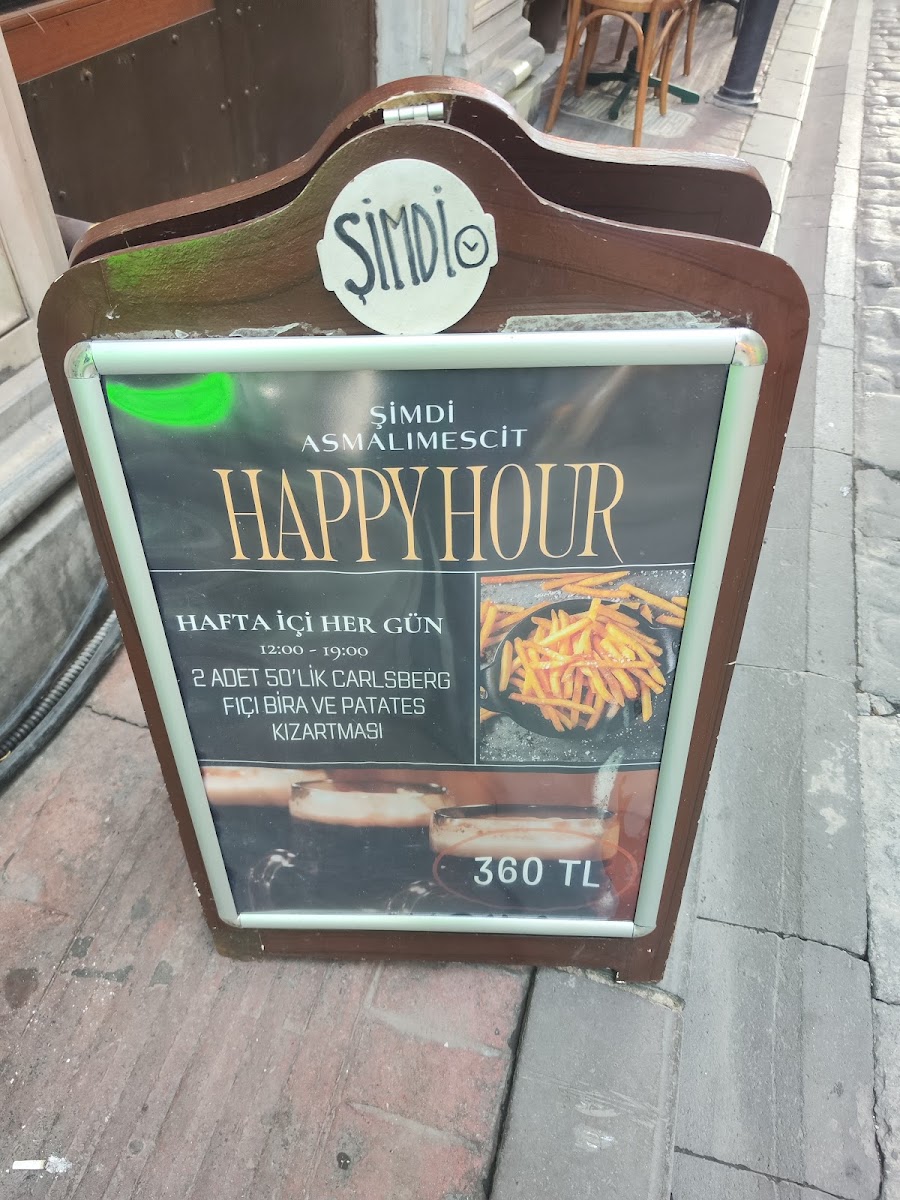 ŞİMDİ
ŞİMDİ
ASMALIMESCİT
HAPPY HOUR
HAFTA İÇİ HER GÜN
12:00 - 19:00
2 ADET 50'LİK CARLSBERG
FIÇI BİRA VE PATATES
KIZARTMASI
360 TL